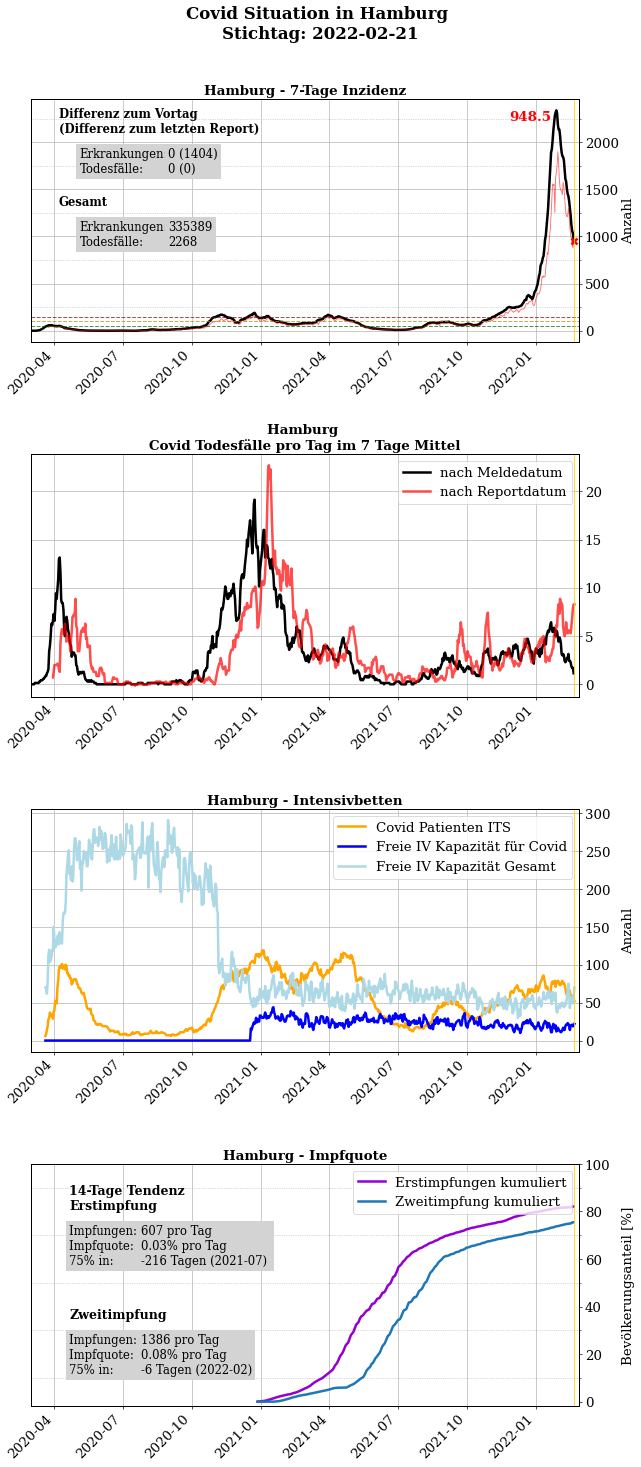 Covid Situation in Hamburg
Stichtag: 2022-02-21
Hamburg - 7-Tage Inzidenz
Differenz zum Vortag
(Differenz zum letzten Report)
Erkrankungen 0 (1404)
Todesfälle: 0 (0)
Gesamt
Erkrankungen 335389
Todesfälle: 2268
948.5
2000
1500
1000
500
0
Anzahl
2020-04
2020-07
2020-10
2021-01
2021-04
2021-07
2021-10
2022-01
Hamburg
Covid Todesfälle pro Tag im 7 Tage Mittel
nach Meldedatum
nach Reportdatum
20
15
10
5
0
2020-04
2020-07
2020-10
2021-01
2021-04
2021-07
2021-10
2022-01
Hamburg - Intensivbetten
Covid Patienten ITS
Freie IV Kapazität für Covid
Freie IV Kapazität Gesamt
300
250
200
150
100
50
0
Anzahl
2020-04
2020-07
2020-10
2021-01
2021-04
2021-07
2021-10
2022-01
Hamburg - Impfquote
14-Tage Tendenz
Erstimpfung
Impfungen: 607 pro Tag
Impfquote: 0.03% pro Tag
75% in: -216 Tagen (2021-07)
Zweitimpfung
Impfungen: 1386 pro Tag
Impfquote: 0.08% pro Tag
75% in: -6 Tagen (2022-02)
Erstimpfungen kumuliert
Zweitimpfung kumuliert
100
80
60
40
20
0
Bevölkerungsanteil [%]
2020-04
2020-07
2020-10
2021-01
2021-04
2021-07
2021-10
2022-01